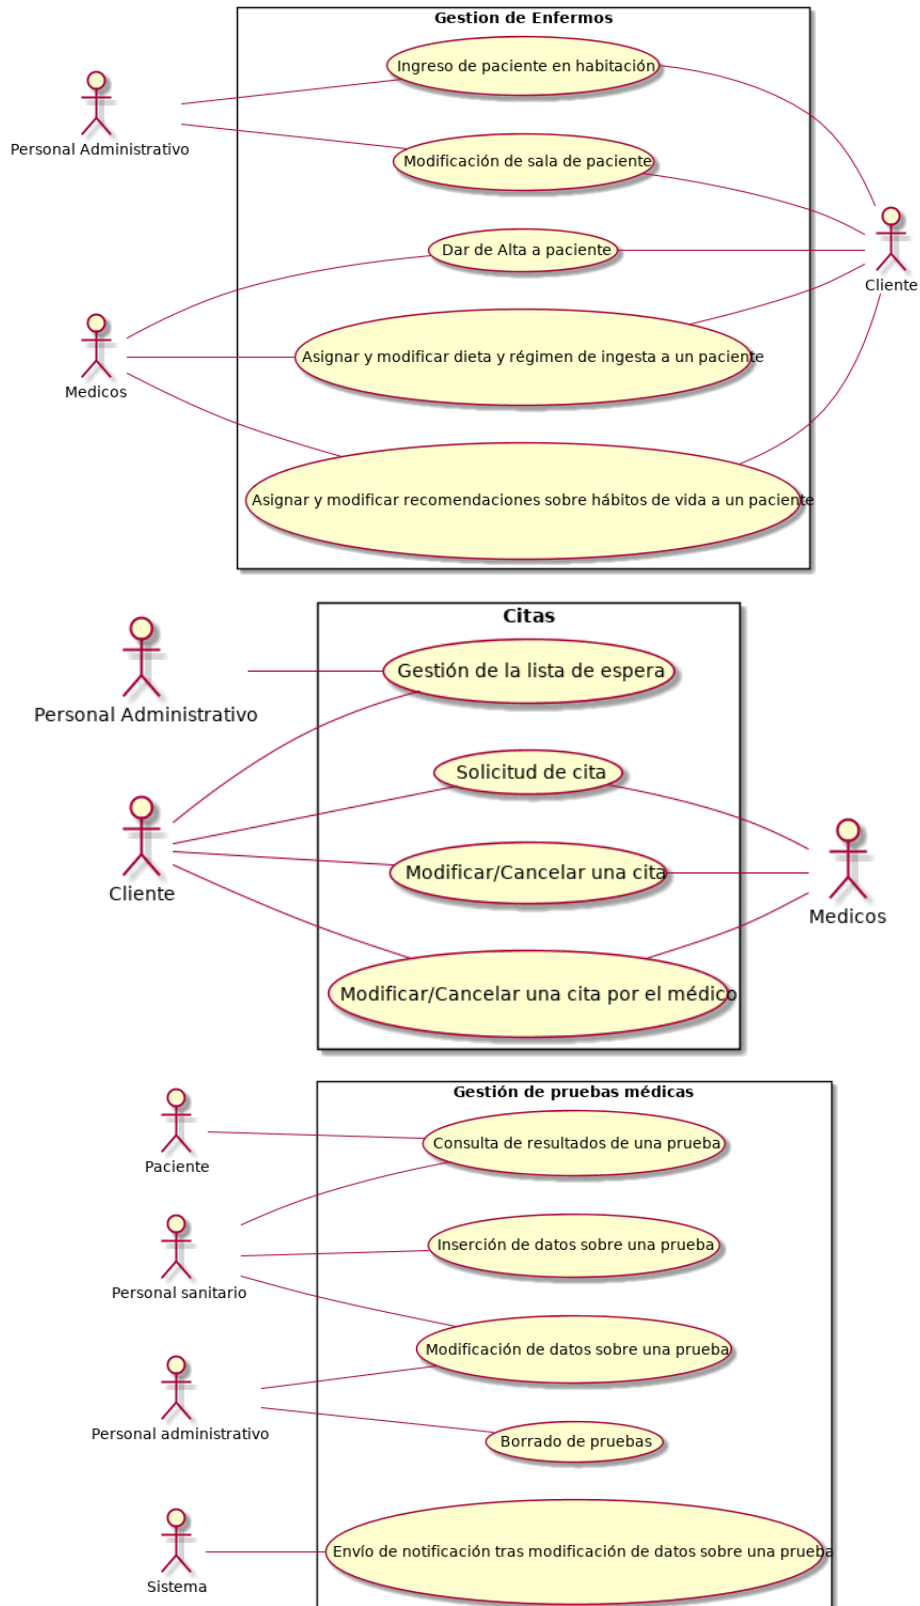 Gestion de Enfermos
Ingreso de paciente en habitación
Personal Administrativo
Modificación de sala de paciente
Dar de Alta a paciente
Cliente
Asignar y modificar dieta y régimen de ingesta a un paciente
Medicos
Asignar y modificar recomendaciones sobre hábitos de vida a un paciente
Citas
Gestión de la lista de espera
Personal Administrativo
Solicitud de cita
Modificar/Cancelar una cita
Cliente
Medicos
Modificar/Cancelar una cita por el médico
Gestión de pruebas médicas
Consulta de resultados de una prueba
Paciente
Inserción de datos sobre una prueba
Personal sanitario
Modificación de datos sobre una prueba
Personal administrativo
Borrado de pruebas
Envío de notificación tras modificación de datos sobre una prueba
Sistema